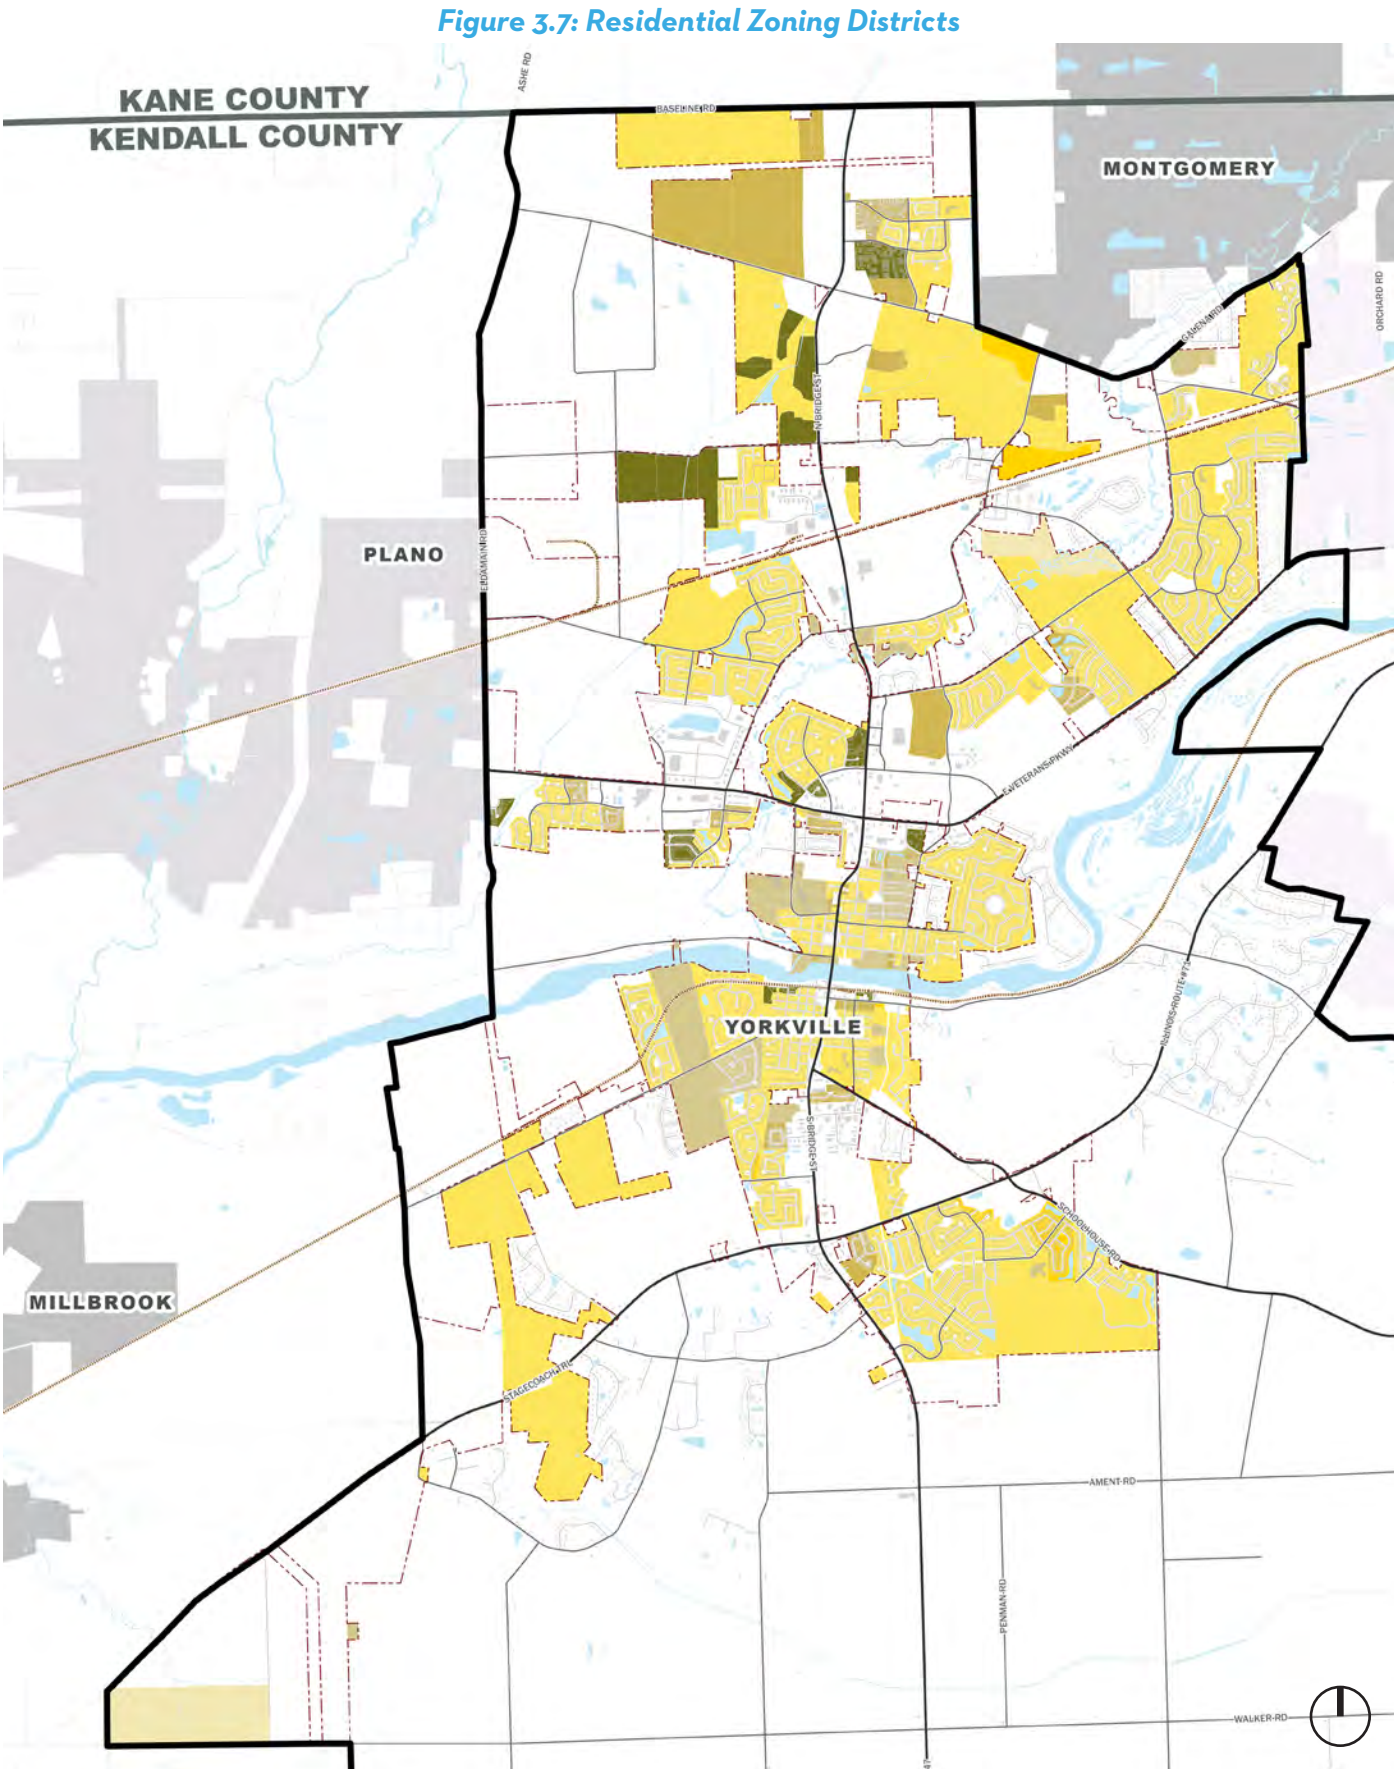 Figure 3.7: Residential Zoning Districts
ASHE RD
KANE COUNTY
BASELINE RD
KENDALL COUNTY
MONTGOMERY
ORCHARD RD
GALENA RD
N BRIDGE ST
PLANO
ELDAMAIN RD
E VETERANS PKWY
ILLINOIS ROUTE 71
YORKVILLE
S BRIDGE ST
SCHOOLHOUSE RD
MILLBROOK
STAGECOACH TRL
AMENT RD
PENMAN RD
WALKER RD
47